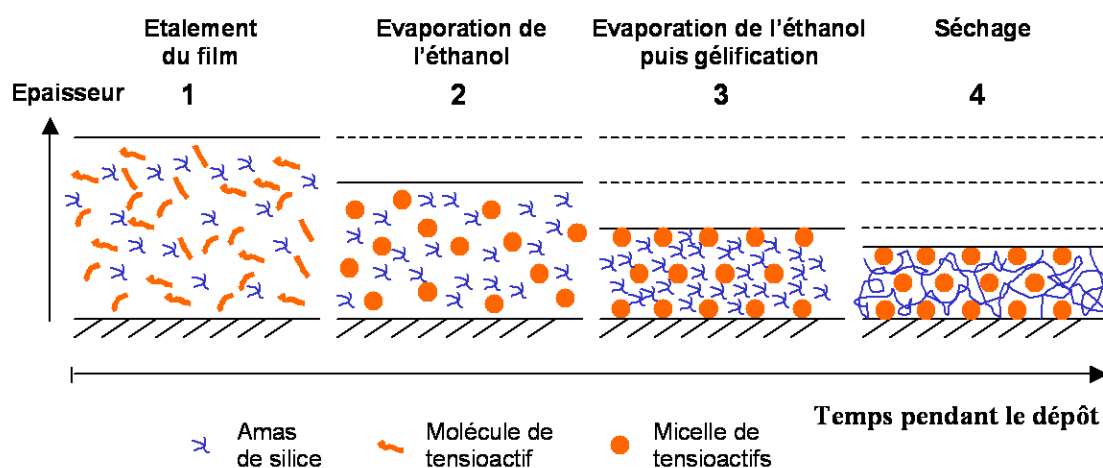 Etalement
du film
1
Evaporation de
l'éthanol
2
Evaporation de l'éthanol
puis gélification
3
Séchage
4
Epaisseur
Temps pendant le dépôt
Amas
de silice
Molécule de
tensioactif
Micelle de
tensioactifs